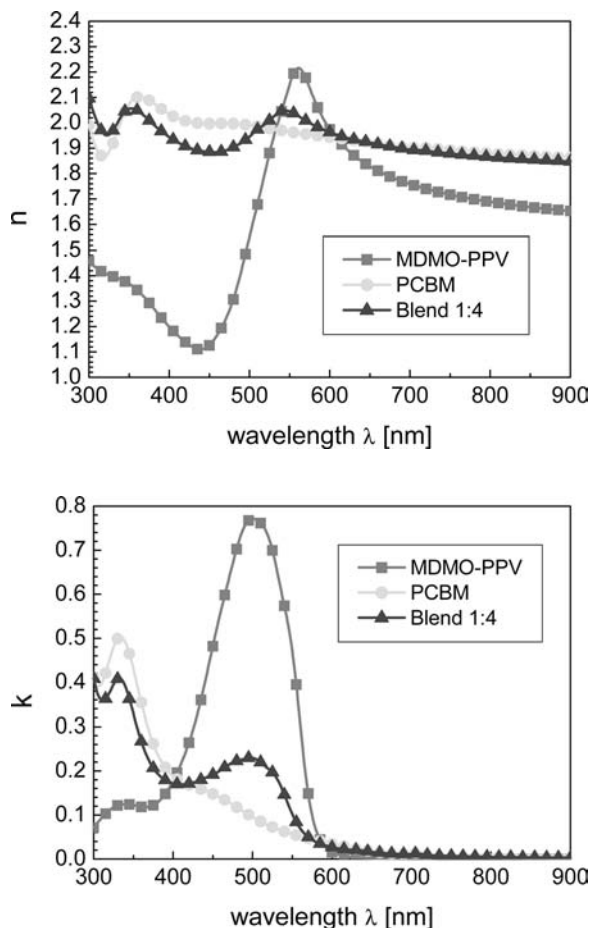 2.4
2.3
2.2
2.1
2.0
1.9
1.8
1.7
1.6
1.5
1.4
1.3
1.2
1.1
1.0
n
MDMO-PPV
PCBM
Blend 1:4
300 400 500 600 700 800 900
wavelength λ [nm]
0.8
0.7
0.6
0.5
0.4
0.3
0.2
0.1
0.0
k
MDMO-PPV
PCBM
Blend 1:4
300 400 500 600 700 800 900
wavelength λ [nm]